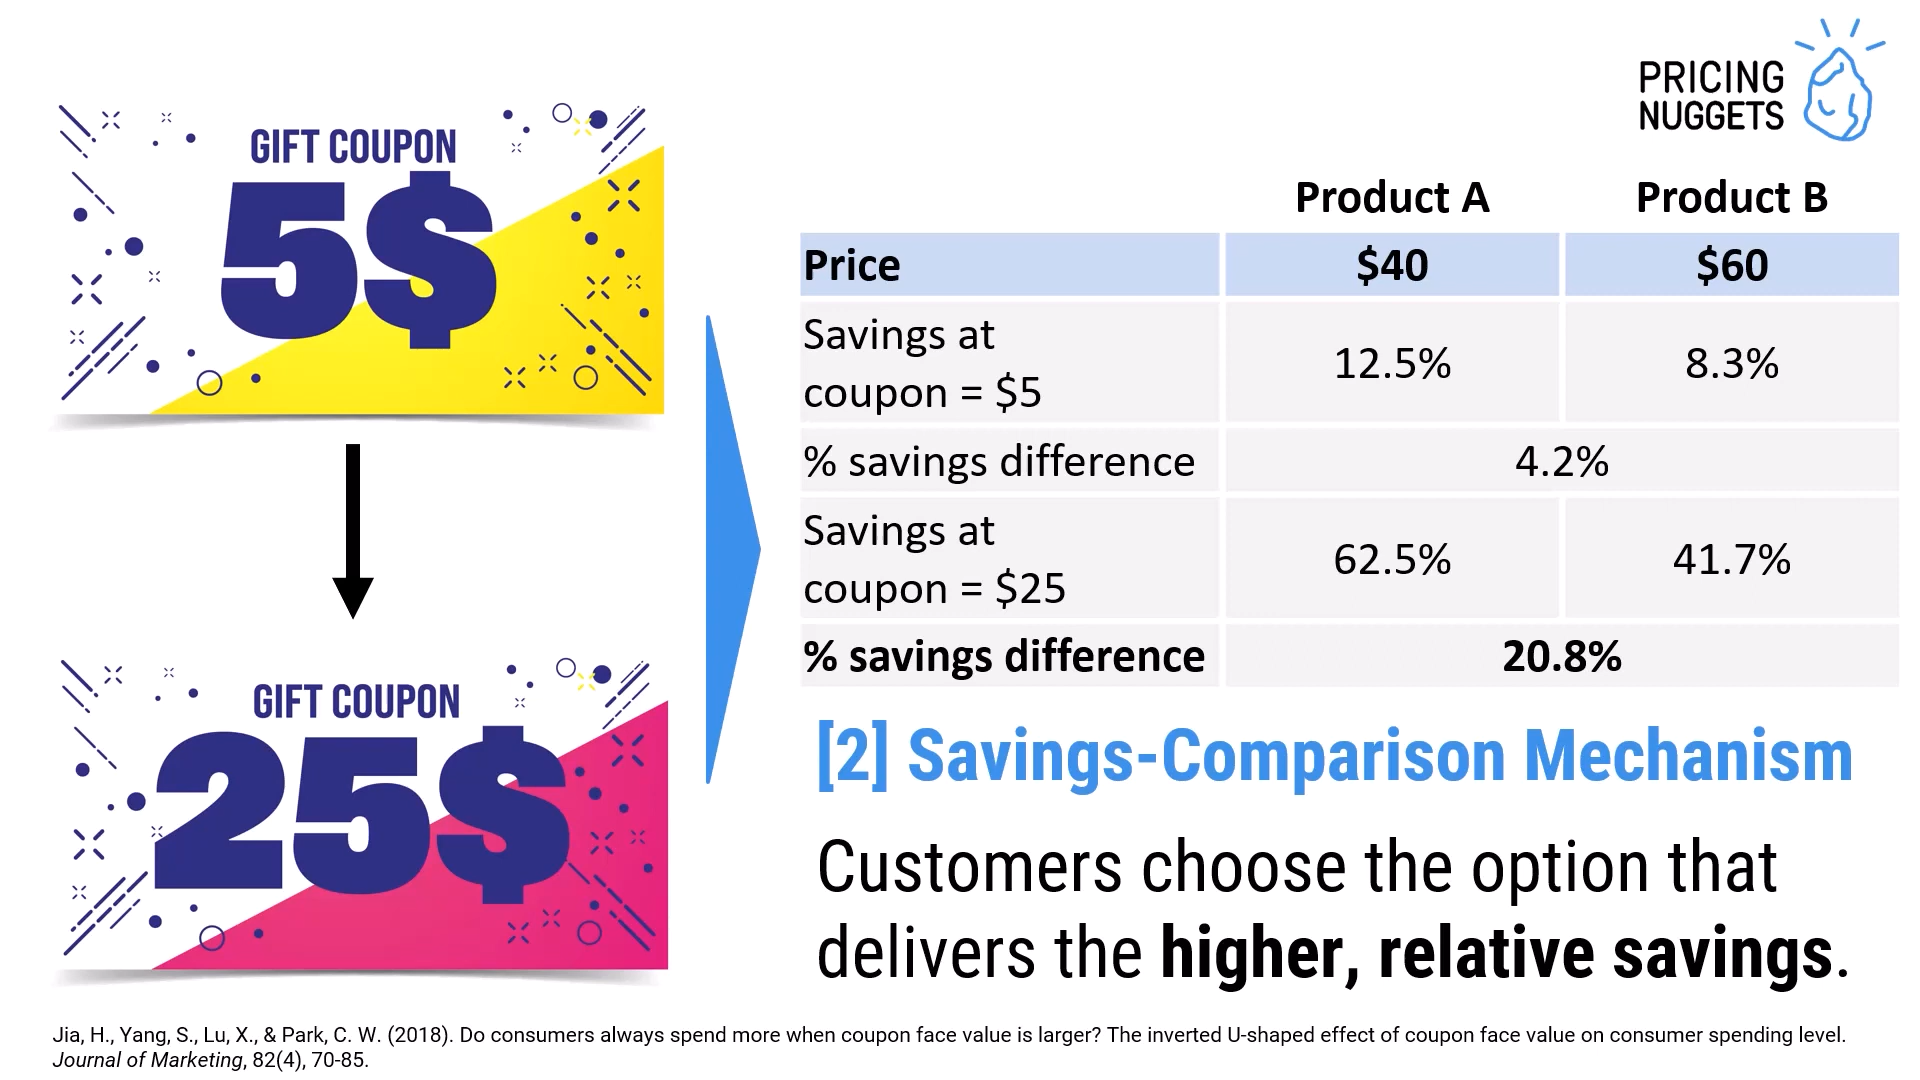 PRICING
NUGGETS
GIFT COUPON
5$
GIFT COUPON
25$
Product A Product B
Price $40 $60
Savings at
coupon = $5 12.5% 8.3%
% savings difference 4.2%
Savings at
coupon = $25 62.5% 41.7%
% savings difference 20.8%
[2] Savings-Comparison Mechanism
Customers choose the option that
delivers the higher, relative savings.
Jia, H., Yang, S., Lu, X., & Park, C. W. (2018). Do consumers always spend more when coupon face value is larger? The inverted U-shaped effect of coupon face value on consumer spending level.
Journal of Marketing, 82(4), 70-85.